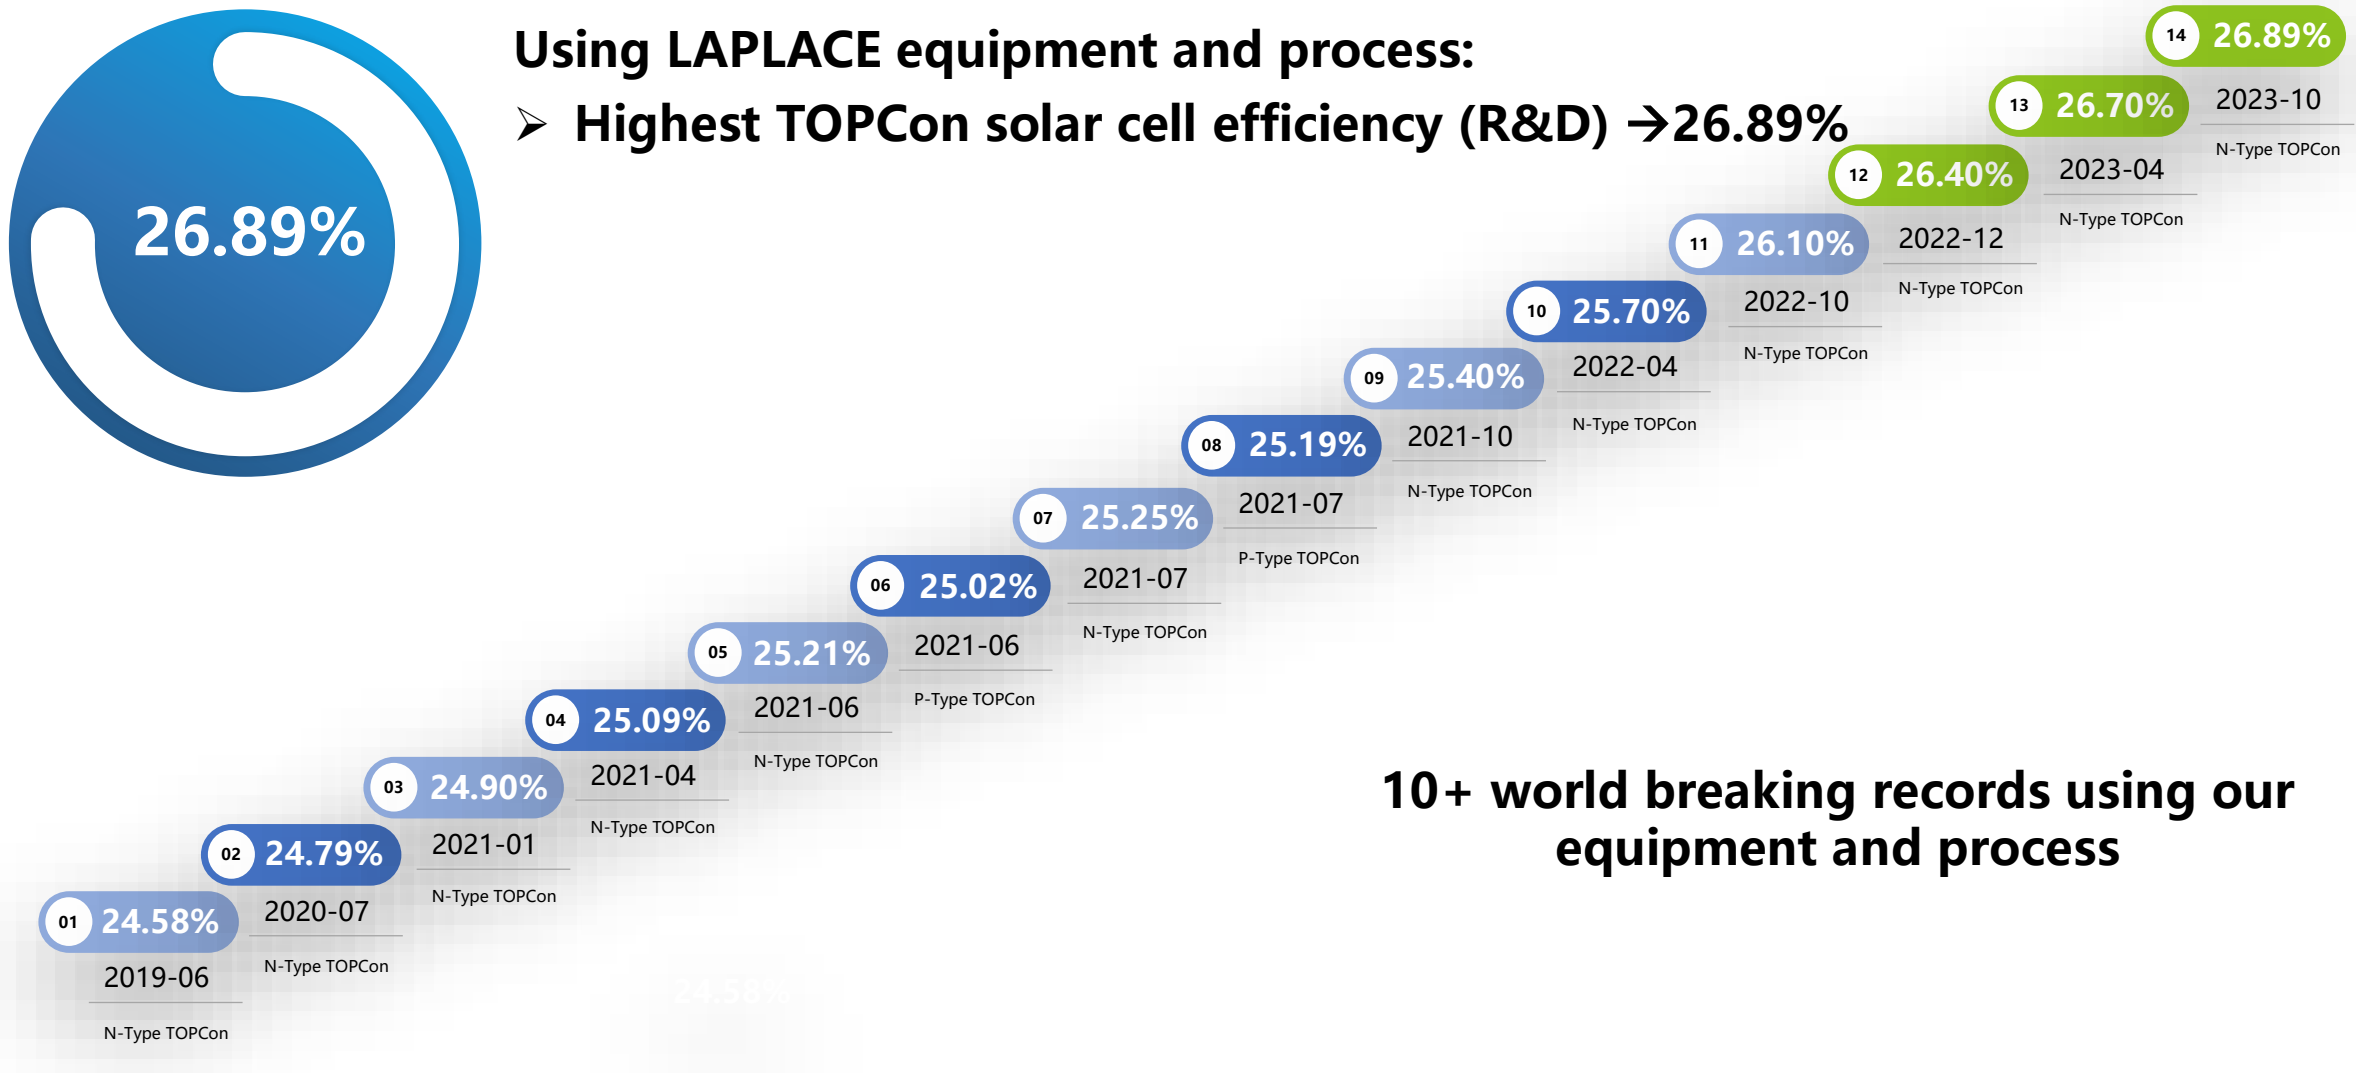 26.89%
Using LAPLACE equipment and process:
➢ Highest TOPCon solar cell efficiency (R&D) →26.89%
14 26.89%
2023-10
N-Type TOPCon
13 26.70%
2023-04
N-Type TOPCon
12 26.40%
2022-12
N-Type TOPCon
11 26.10%
2022-10
N-Type TOPCon
10 25.70%
2022-04
N-Type TOPCon
09 25.40%
2021-10
N-Type TOPCon
08 25.19%
2021-07
P-Type TOPCon
07 25.25%
2021-07
N-Type TOPCon
06 25.02%
2021-06
P-Type TOPCon
05 25.21%
2021-06
N-Type TOPCon
04 25.09%
2021-04
N-Type TOPCon
03 24.90%
2021-01
N-Type TOPCon
02 24.79%
2020-07
N-Type TOPCon
01 24.58%
2019-06
N-Type TOPCon
24.58%
10+ world breaking records using our
equipment and process